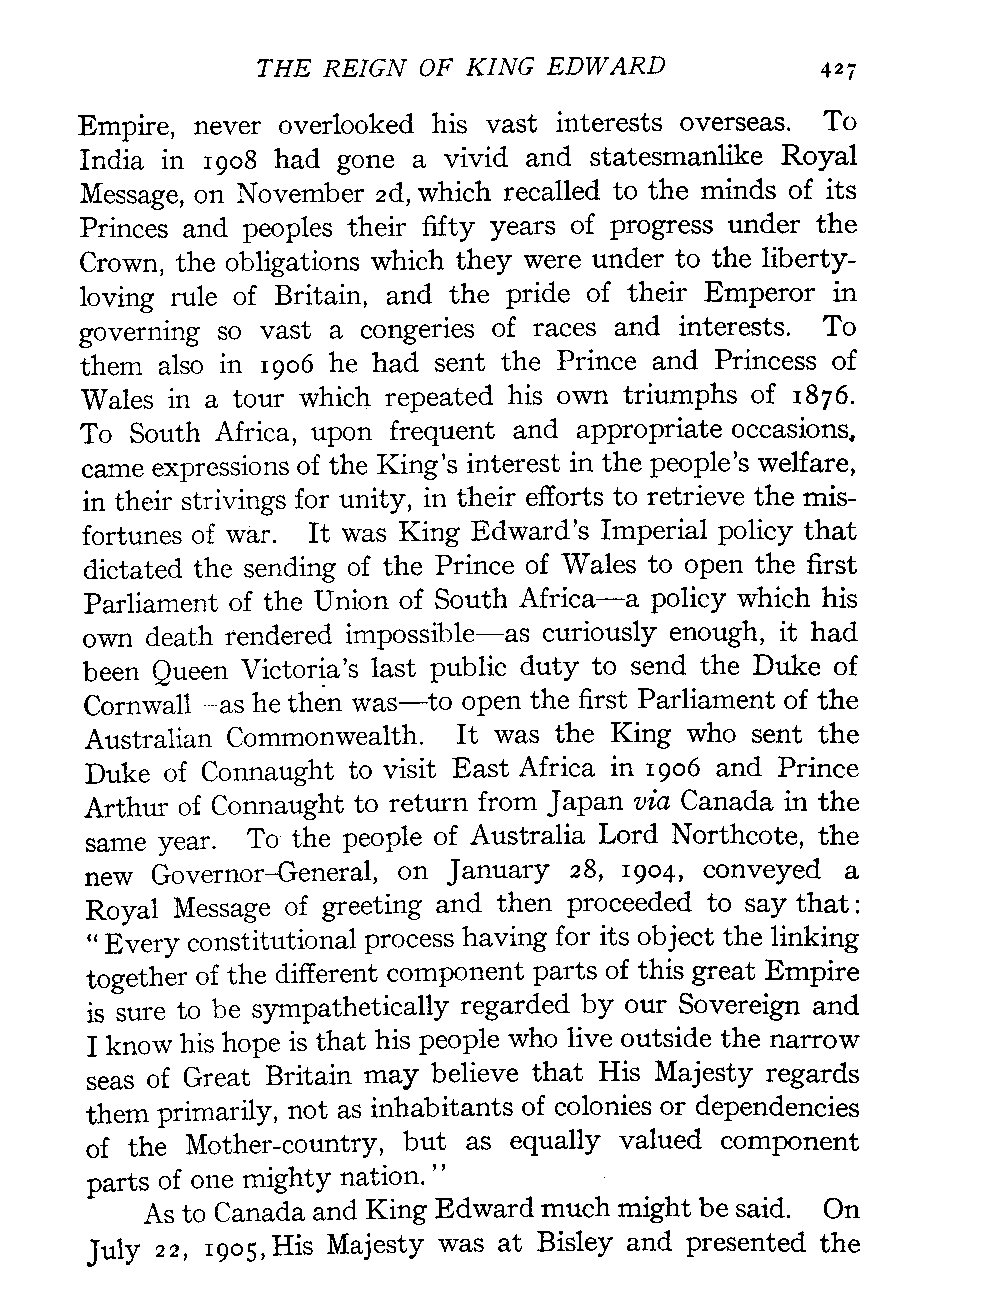 THE REIGN OF KING EDWARD 427
Empire, never overlooked his vast interests overseas. To
India in 1908 had gone a vivid and statesmanlike Royal
Message, on November 2d, which recalled to the minds of its
Princes and peoples their fifty years of progress under the
Crown, the obligations which they were under to the liberty-
loving rule of Britain, and the pride of their Emperor in
governing so vast a congeries of races and interests. To
them also in 1906 he had sent the Prince and Princess of
Wales in a tour which repeated his own triumphs of 1876.
To South Africa, upon frequent and appropriate occasions,
came expressions of the King's interest in the people's welfare,
in their strivings for unity, in their efforts to retrieve the mis-
fortunes of war. It was King Edward's Imperial policy that
dictated the sending of the Prince of Wales to open the first
Parliament of the Union of South Africa—a policy which his
own death rendered impossible—as curiously enough, it had
been Queen Victoria's last public duty to send the Duke of
Cornwall—as he then was—to open the first Parliament of the
Australian Commonwealth. It was the King who sent the
Duke of Connaught to visit East Africa in 1906 and Prince
Arthur of Connaught to return from Japan via Canada in the
same year. To the people of Australia Lord Northcote, the
new Governor-General, on January 28, 1904, conveyed a
Royal Message of greeting and then proceeded to say that:
"Every constitutional process having for its object the linking
together of the different component parts of this great Empire
is sure to be sympathetically regarded by our Sovereign and
I know his hope is that his people who live outside the narrow
seas of Great Britain may believe that His Majesty regards
them primarily, not as inhabitants of colonies or dependencies
of the Mother-country, but as equally valued component
parts of one mighty nation."
As to Canada and King Edward much might be said. On
July 22, 1905, His Majesty was at Bisley and presented the